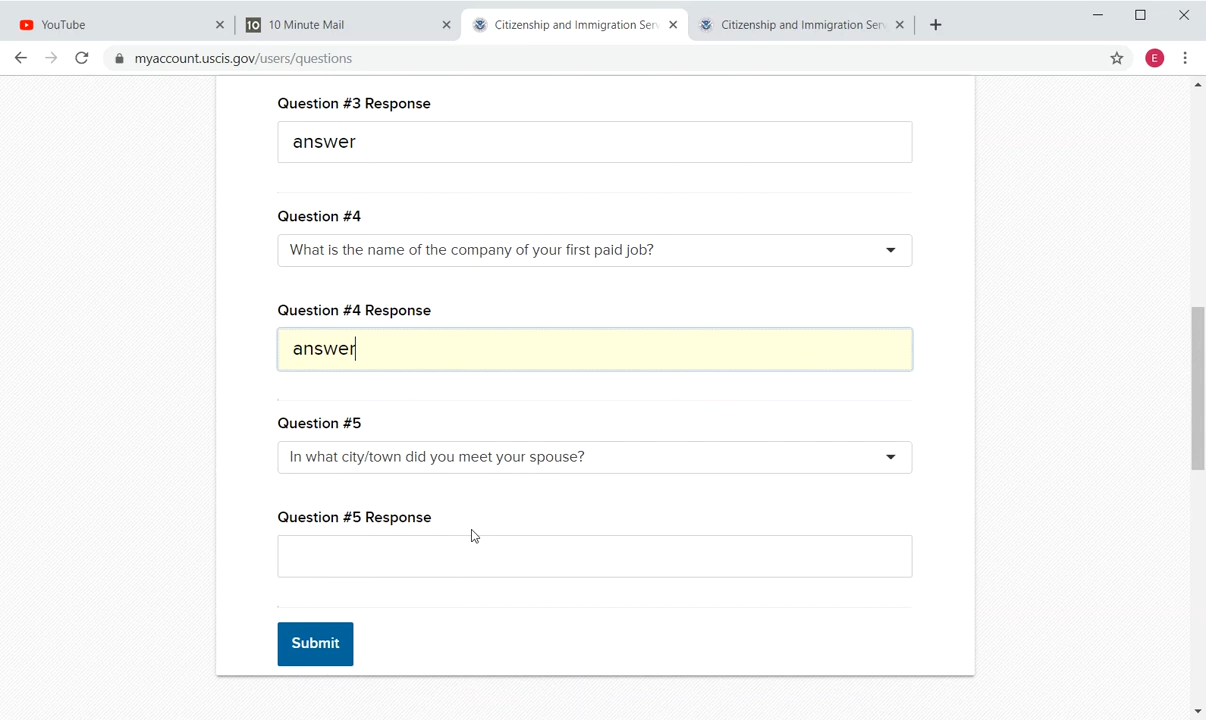 YouTube
10 10 Minute Mail
Citizenship and Immigration Serv
Citizenship and Immigration Serv
myaccount.uscis.gov/users/questions
E
Question #3 Response
answer
Question #4
What is the name of the company of your first paid job?
Question #4 Response
answer
Question #5
In what city/town did you meet your spouse?
Question #5 Response
Submit